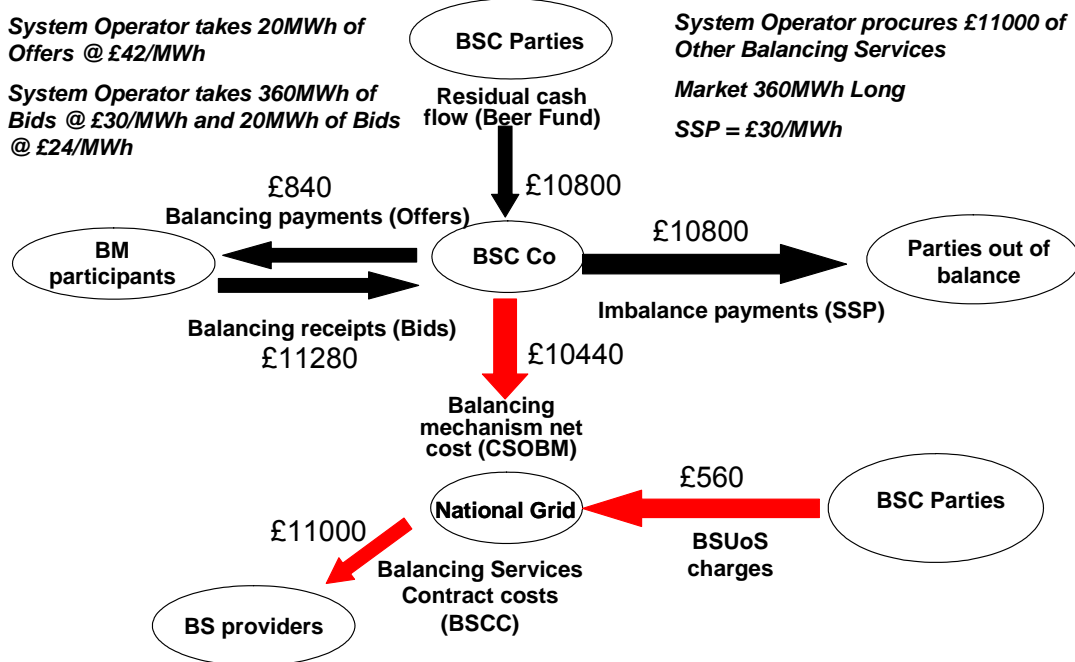 System Operator takes 20MWh of
Offers @ £42/MWh
System Operator takes 360MWh of
Bids @ £30/MWh and 20MWh of Bids
@ £24/MWh
BSC Parties
System Operator procures £11000 of
Other Balancing Services
Market 360MWh Long
SSP = £30/MWh
Residual cash
flow (Beer Fund)
£10800
£840
Balancing payments (Offers)
£10800
BM
participants
BSC Co
Parties out of
balance
Imbalance payments (SSP)
Balancing receipts (Bids)
£11280
£10440
Balancing
mechanism net
cost (CSOBM)
£560
BSC Parties
National Grid
£11000
BSUoS
charges
Balancing Services
Contract costs
(BSCC)
BS providers